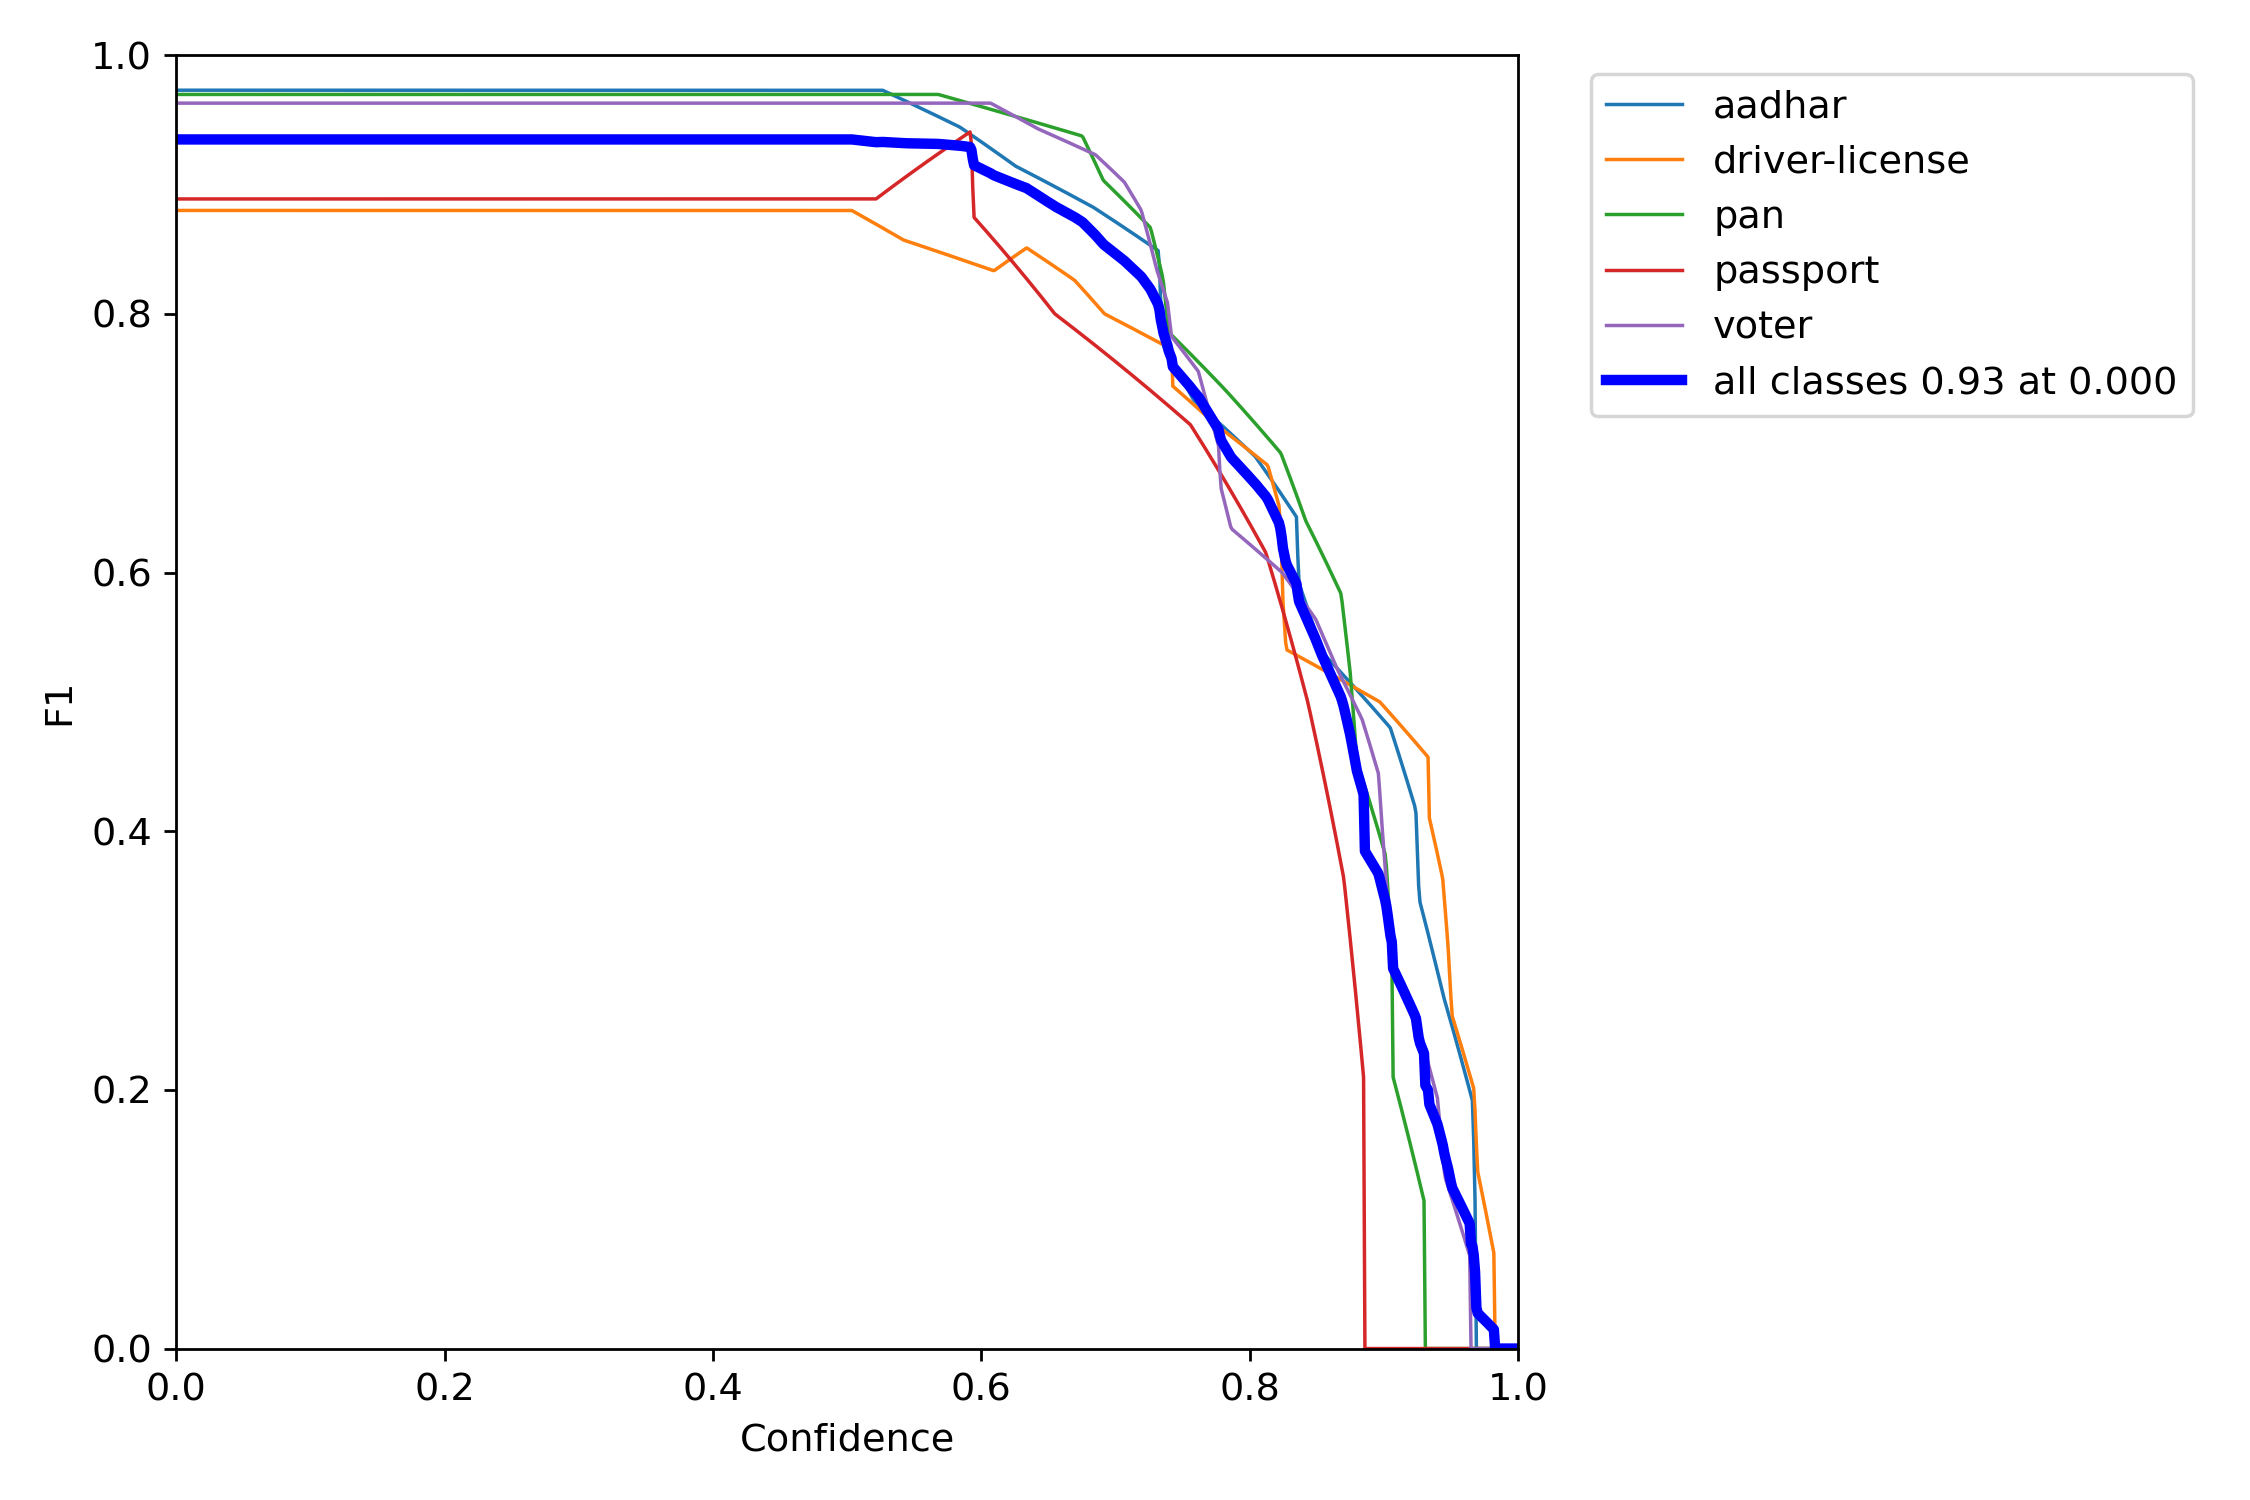 1.0
0.8
0.6
0.4
0.2
0.0
F1
0.0 0.2 0.4 0.6 0.8 1.0
Confidence
aadhar
driver-license
pan
passport
voter
all classes 0.93 at 0.000